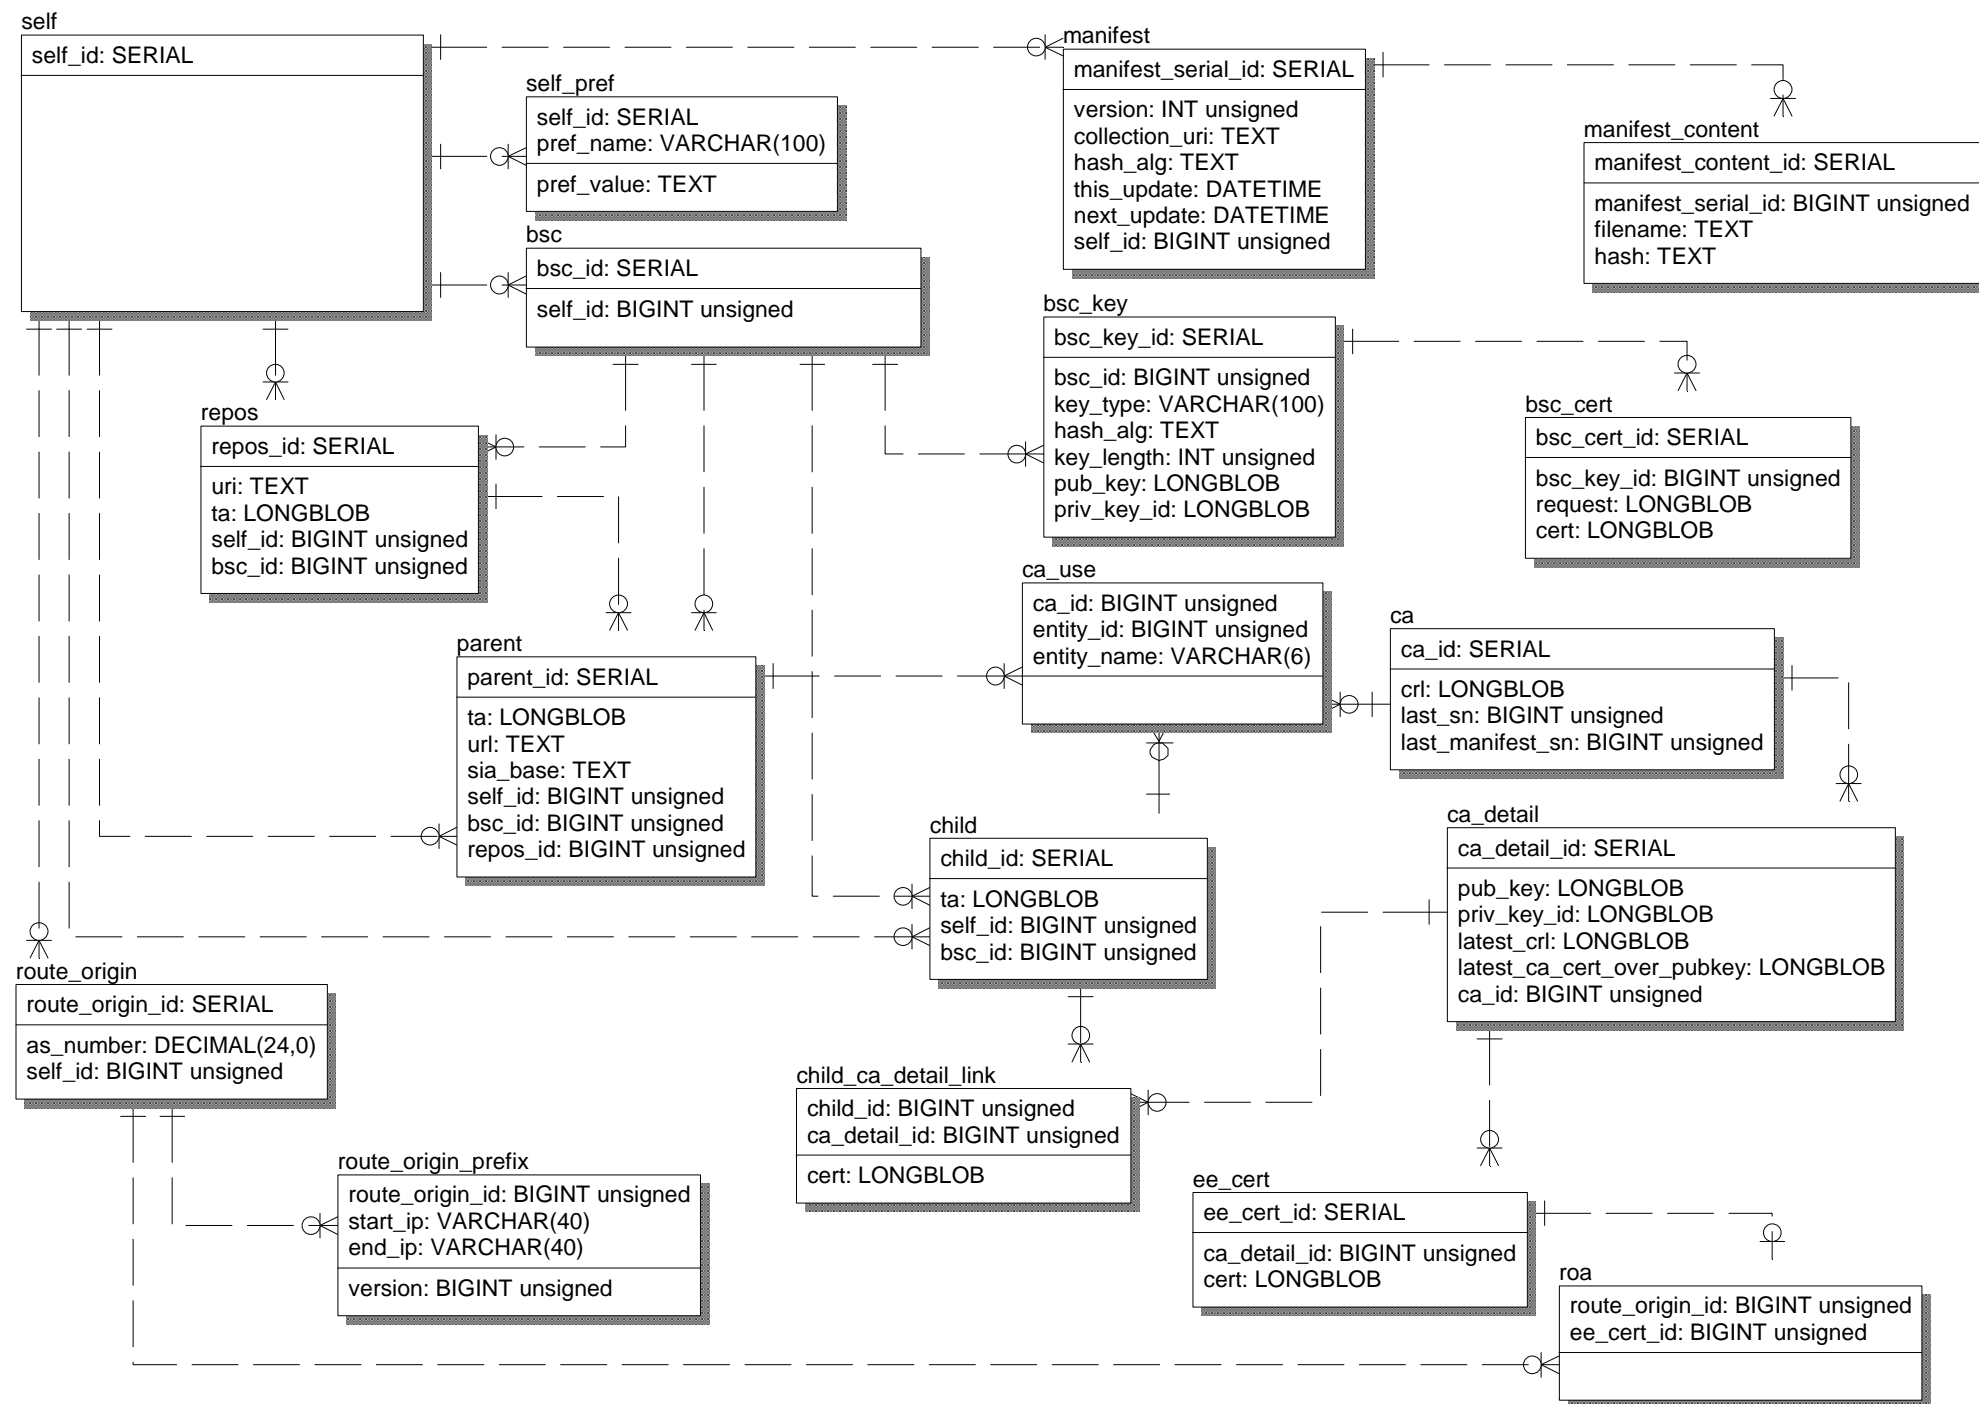 self
self_id: SERIAL
self_pref
self_id: SERIAL
pref_name: VARCHAR(100)
pref_value: TEXT
bsc
bsc_id: SERIAL
self_id: BIGINT unsigned
manifest
manifest_serial_id: SERIAL
version: INT unsigned
collection_uri: TEXT
hash_alg: TEXT
this_update: DATETIME
next_update: DATETIME
self_id: BIGINT unsigned
manifest_content
manifest_content_id: SERIAL
manifest_serial_id: BIGINT unsigned
filename: TEXT
hash: TEXT
bsc_key
bsc_key_id: SERIAL
bsc_id: BIGINT unsigned
key_type: VARCHAR(100)
hash_alg: TEXT
key_length: INT unsigned
pub_key: LONGBLOB
priv_key_id: LONGBLOB
bsc_cert
bsc_cert_id: SERIAL
bsc_key_id: BIGINT unsigned
request: LONGBLOB
cert: LONGBLOB
repos
repos_id: SERIAL
uri: TEXT
ta: LONGBLOB
self_id: BIGINT unsigned
bsc_id: BIGINT unsigned
parent
parent_id: SERIAL
ta: LONGBLOB
url: TEXT
sia_base: TEXT
self_id: BIGINT unsigned
bsc_id: BIGINT unsigned
repos_id: BIGINT unsigned
ca_use
ca_id: BIGINT unsigned
entity_id: BIGINT unsigned
entity_name: VARCHAR(6)
ca
ca_id: SERIAL
crl: LONGBLOB
last_sn: BIGINT unsigned
last_manifest_sn: BIGINT unsigned
child
child_id: SERIAL
ta: LONGBLOB
self_id: BIGINT unsigned
bsc_id: BIGINT unsigned
ca_detail
ca_detail_id: SERIAL
pub_key: LONGBLOB
priv_key_id: LONGBLOB
latest_crl: LONGBLOB
latest_ca_cert_over_pubkey: LONGBLOB
ca_id: BIGINT unsigned
route_origin
route_origin_id: SERIAL
as_number: DECIMAL(24,0)
self_id: BIGINT unsigned
child_ca_detail_link
child_id: BIGINT unsigned
ca_detail_id: BIGINT unsigned
cert: LONGBLOB
route_origin_prefix
route_origin_id: BIGINT unsigned
start_ip: VARCHAR(40)
end_ip: VARCHAR(40)
version: BIGINT unsigned
ee_cert
ee_cert_id: SERIAL
ca_detail_id: BIGINT unsigned
cert: LONGBLOB
roa
route_origin_id: BIGINT unsigned
ee_cert_id: BIGINT unsigned